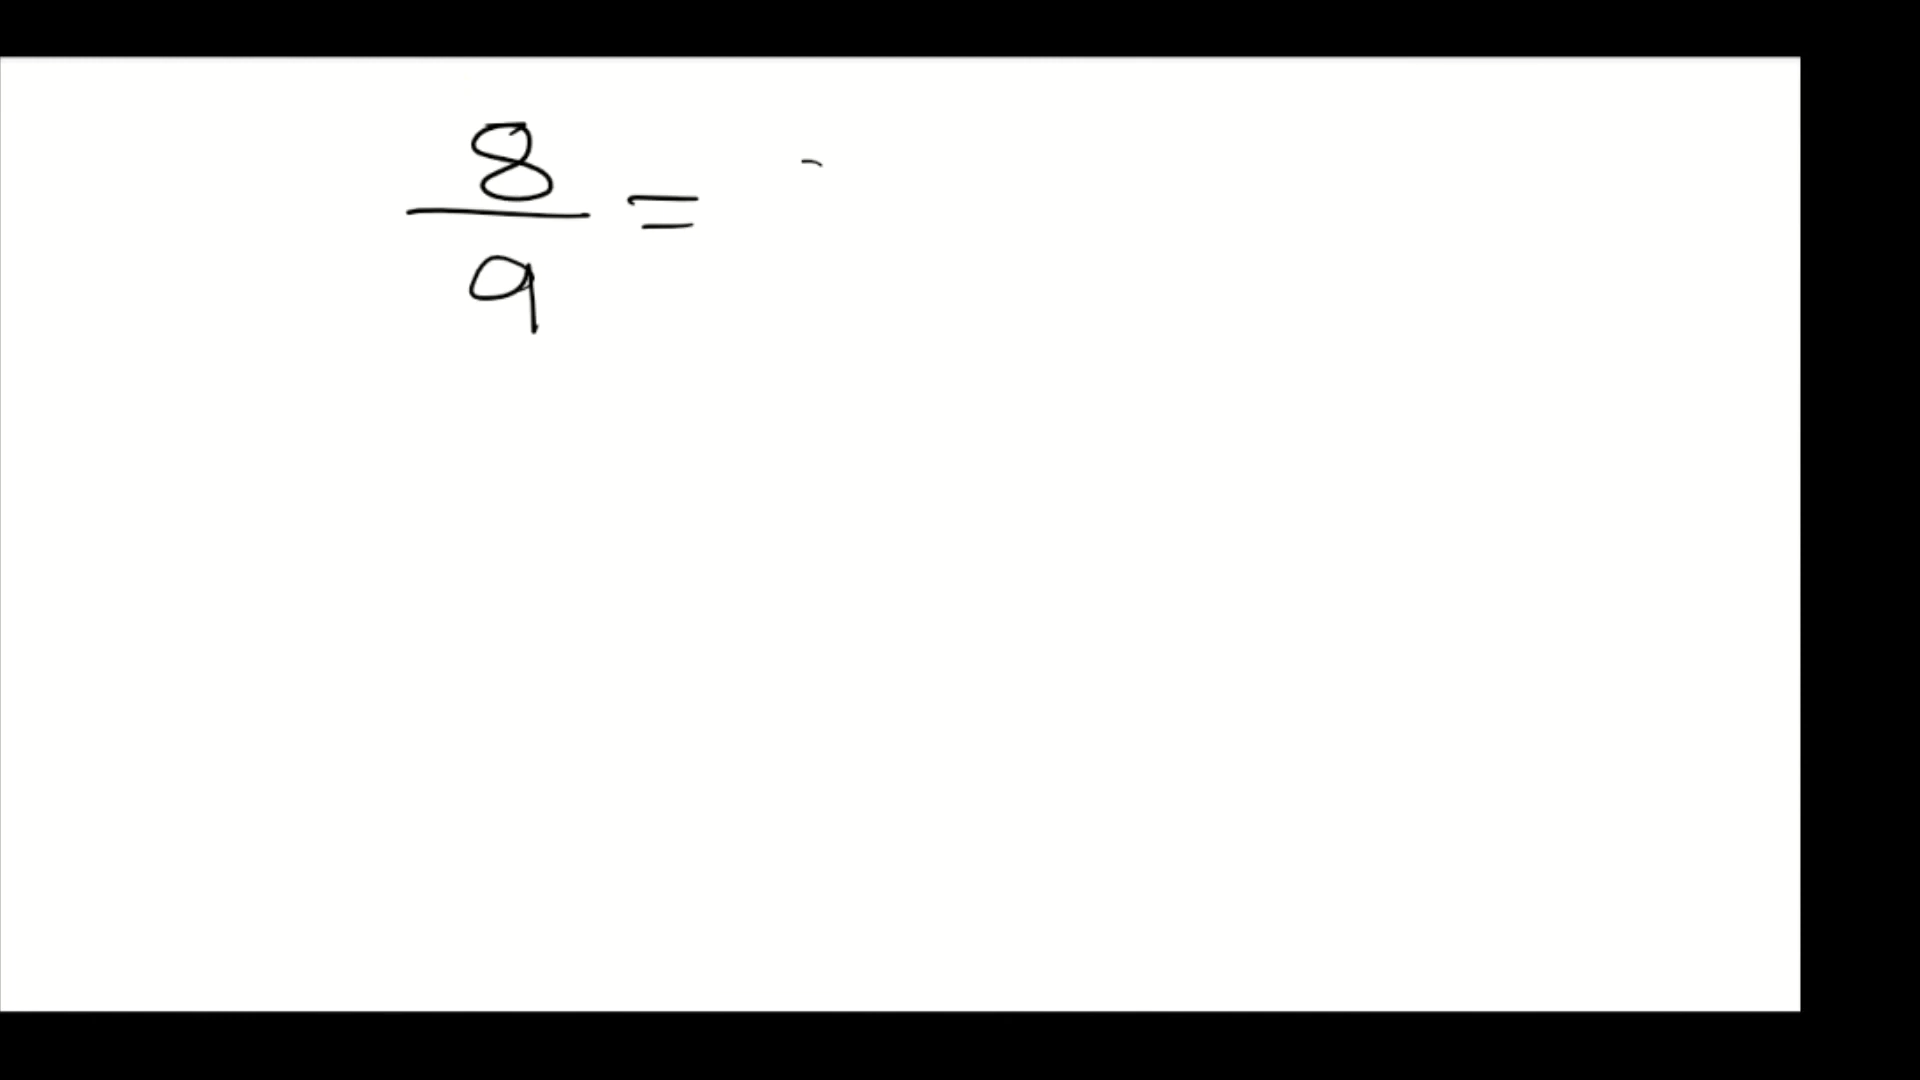 8/9 =